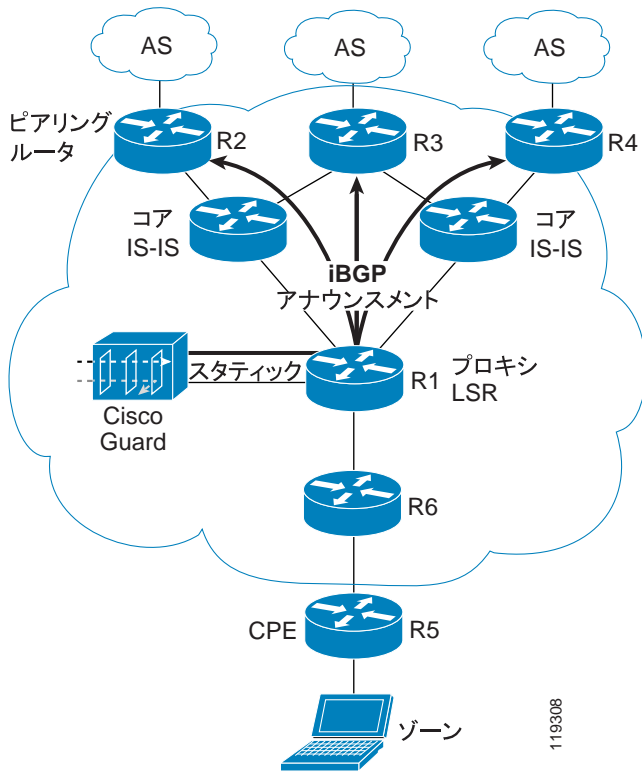 AS
AS
AS
ピアリング
ルータ
R2
R3
R4
コア
IS-IS
コア
IS-IS
iBGP
アナウンスメント
スタティック
R1
プロキシ
LSR
Cisco
Guard
R6
CPE
R5
ゾーン
119308